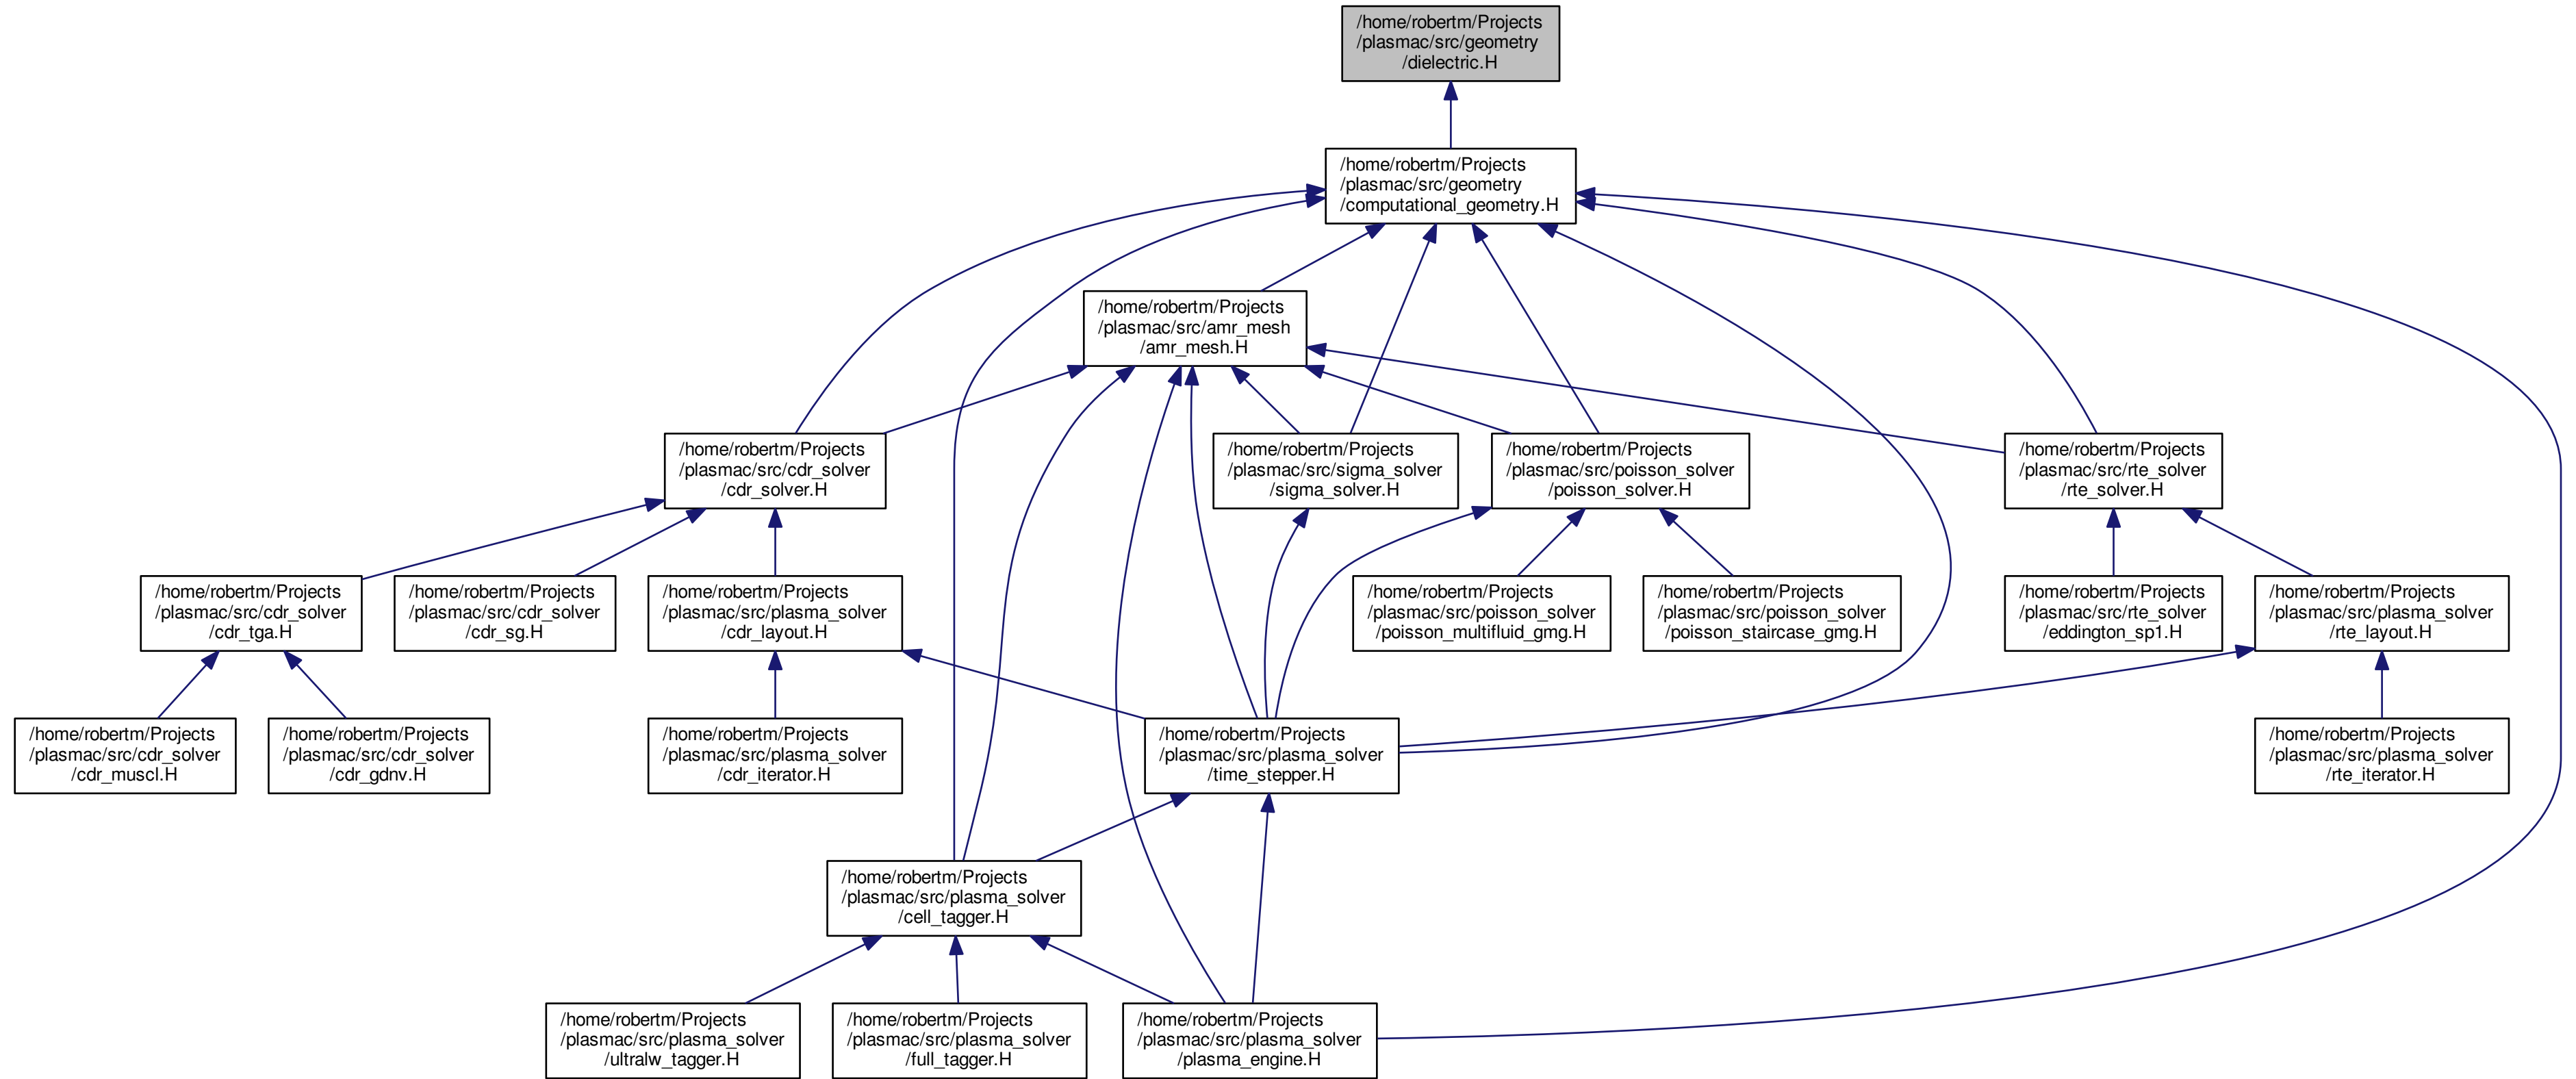 /home/robertm/Projects
/plasmac/src/geometry
/dielectric.H
/home/robertm/Projects
/plasmac/src/geometry
/computational_geometry.H
/home/robertm/Projects
/plasmac/src/amr_mesh
/amr_mesh.H
/home/robertm/Projects
/plasmac/src/cdr_solver
/cdr_solver.H
/home/robertm/Projects
/plasmac/src/sigma_solver
/sigma_solver.H
/home/robertm/Projects
/plasmac/src/poisson_solver
/poisson_solver.H
/home/robertm/Projects
/plasmac/src/rte_solver
/rte_solver.H
/home/robertm/Projects
/plasmac/src/cdr_solver
/cdr_tga.H
/home/robertm/Projects
/plasmac/src/cdr_solver
/cdr_sg.H
/home/robertm/Projects
/plasmac/src/plasma_solver
/cdr_layout.H
/home/robertm/Projects
/plasmac/src/poisson_solver
/poisson_multifluid_gmg.H
/home/robertm/Projects
/plasmac/src/poisson_solver
/poisson_staircase_gmg.H
/home/robertm/Projects
/plasmac/src/rte_solver
/eddington_sp1.H
/home/robertm/Projects
/plasmac/src/plasma_solver
/rte_layout.H
/home/robertm/Projects
/plasmac/src/cdr_solver
/cdr_muscl.H
/home/robertm/Projects
/plasmac/src/cdr_solver
/cdr_gdnv.H
/home/robertm/Projects
/plasmac/src/plasma_solver
/cdr_iterator.H
/home/robertm/Projects
/plasmac/src/plasma_solver
/time_stepper.H
/home/robertm/Projects
/plasmac/src/plasma_solver
/rte_iterator.H
/home/robertm/Projects
/plasmac/src/plasma_solver
/cell_tagger.H
/home/robertm/Projects
/plasmac/src/plasma_solver
/ultralw_tagger.H
/home/robertm/Projects
/plasmac/src/plasma_solver
/full_tagger.H
/home/robertm/Projects
/plasmac/src/plasma_solver
/plasma_engine.H